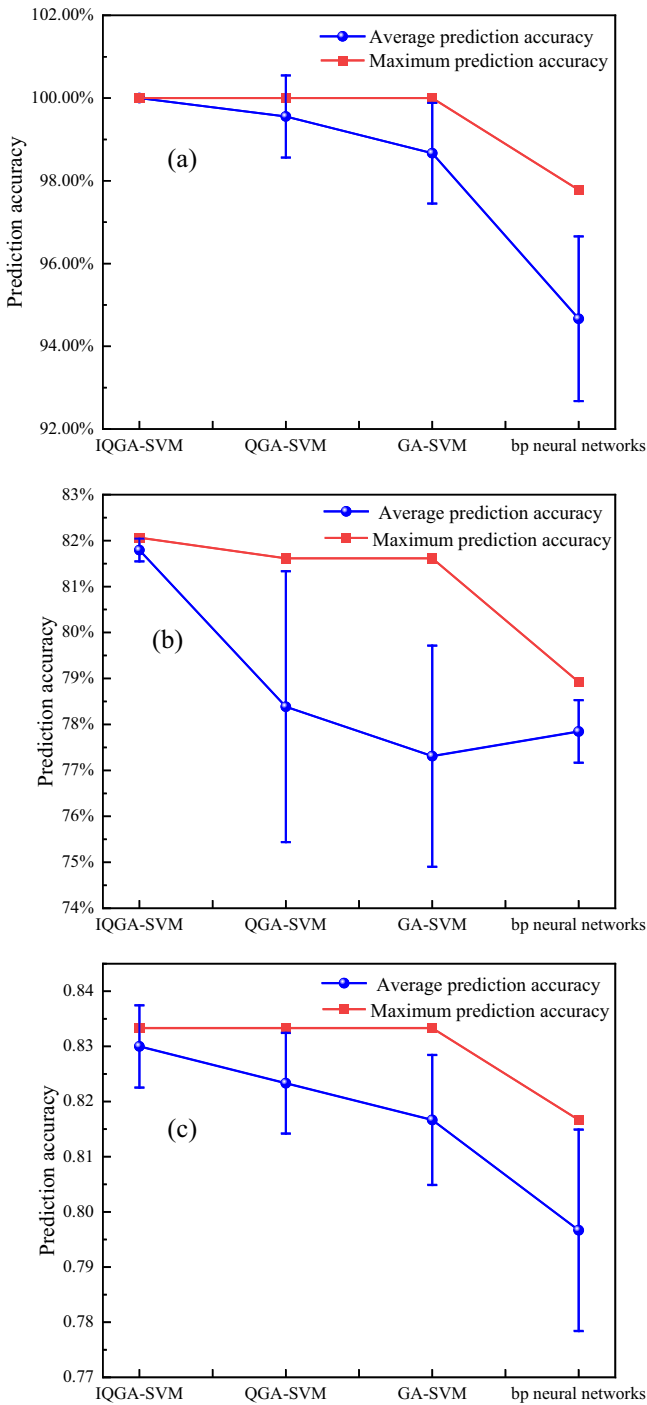 102.00%
Average prediction accuracy
Maximum prediction accuracy
100.00%
(a)
98.00%
Prediction accuracy
96.00%
94.00%
92.00%
IQGA-SVM QGA-SVM GA-SVM bp neural networks
83%
Average prediction accuracy
82%
Maximum prediction accuracy
81%
80%
(b)
79%
Prediction accuracy
78%
77%
76%
75%
74%
IQGA-SVM QGA-SVM GA-SVM bp neural networks
0.84
Average prediction accuracy
Maximum prediction accuracy
0.83
0.82
(c)
0.81
Prediction accuracy
0.80
0.79
0.78
0.77
IQGA-SVM QGA-SVM GA-SVM bp neural networks